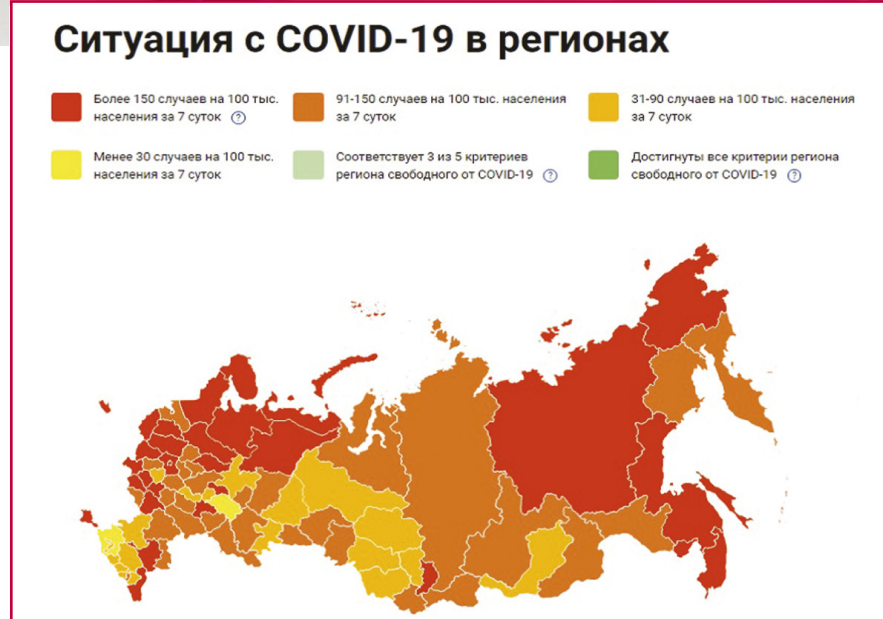 Ситуация с COVID-19 в регионах
Более 150 случаев на 100 тыс.
населения за 7 суток ?
91-150 случаев на 100 тыс. населения
за 7 суток
31-90 случаев на 100 тыс. населения
за 7 суток
Менее 30 случаев на 100 тыс.
населения за 7 суток
Соответствует 3 из 5 критериев
региона свободного от COVID-19 ?
Достигнуты все критерии региона
свободного от COVID-19 ?